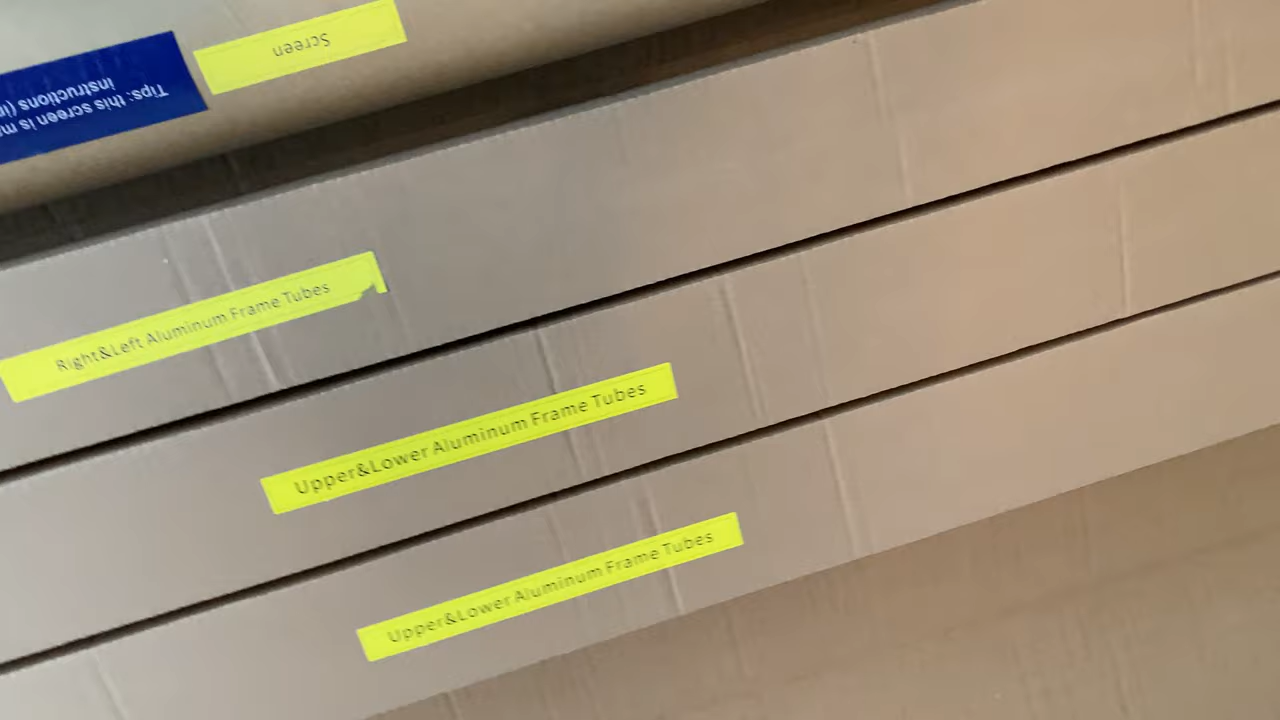 Screen
Tips: this screen is
instructions
Right&Left Aluminum Frame Tubes
Upper&Lower Aluminum Frame Tubes
Upper&Lower Aluminum Frame Tubes